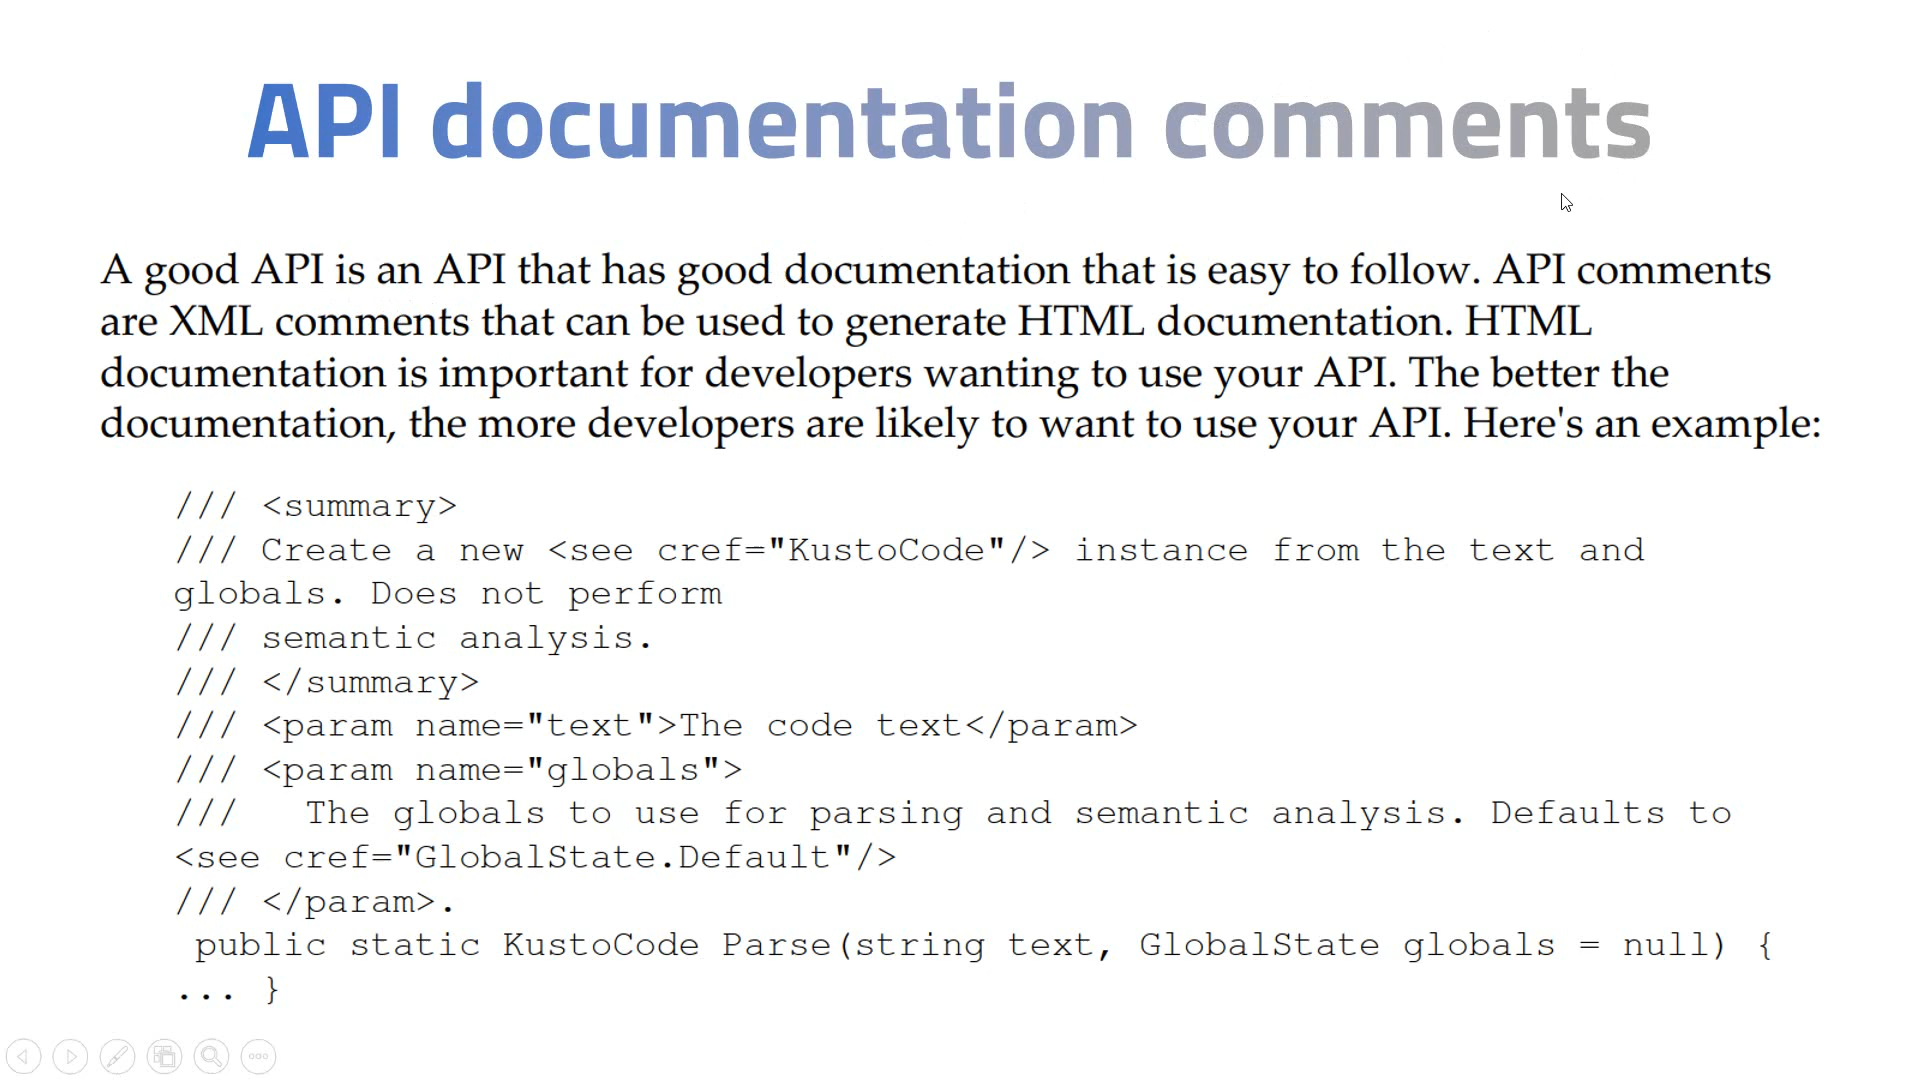 API documentation comments
A good API is an API that has good documentation that is easy to follow. API comments
are XML comments that can be used to generate HTML documentation. HTML
documentation is important for developers wanting to use your API. The better the
documentation, the more developers are likely to want to use your API. Here's an example:
/// <summary>
/// Create a new <see cref="KustoCode"/> instance from the text and
globals. Does not perform
/// semantic analysis.
/// </summary>
/// <param name="text">The code text</param>
/// <param name="globals">
///   The globals to use for parsing and semantic analysis. Defaults to
<see cref="GlobalState.Default"/>
/// </param>.
public static KustoCode Parse(string text, GlobalState globals = null) {
... }